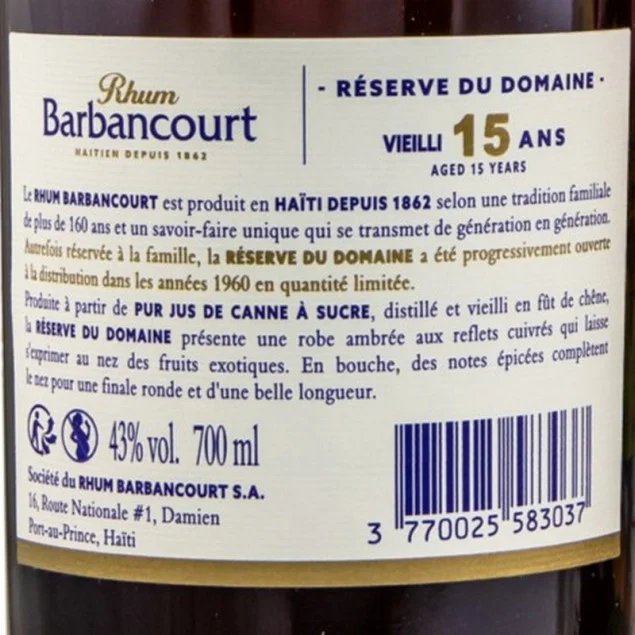 Rhum
Barbancourt
HAITIEN DEPUIS 1862
- RÉSERVE DU DOMAINE -
VIEILLI 15 ANS
AGED 15 YEARS
Le RHUM BARBANCOURT est produit en HAÏTI DEPUIS 1862 selon une tradition familiale
de plus de 160 ans et un savoir-faire unique qui se transmet de génération en génération.
Autrefois réservée à la famille, la RÉSERVE DU DOMAINE a été progressivement ouverte
à la distribution dans les années 1960 en quantité limitée.
Produite à partir de PUR JUS DE CANNE À SUCRE, distillé et vieilli en fût de chêne,
la RÉSERVE DU DOMAINE présente une robe ambrée aux reflets cuivrés qui laisse
s'exprimer au nez des fruits exotiques. En bouche, des notes épicées complètent
le nez pour une finale ronde et d'une belle longueur.
43% vol. 700 ml
Société du RHUM BARBANCOURT S.A.
16, Route Nationale #1, Damien
Port-au-Prince, Haïti
3 770025 583037